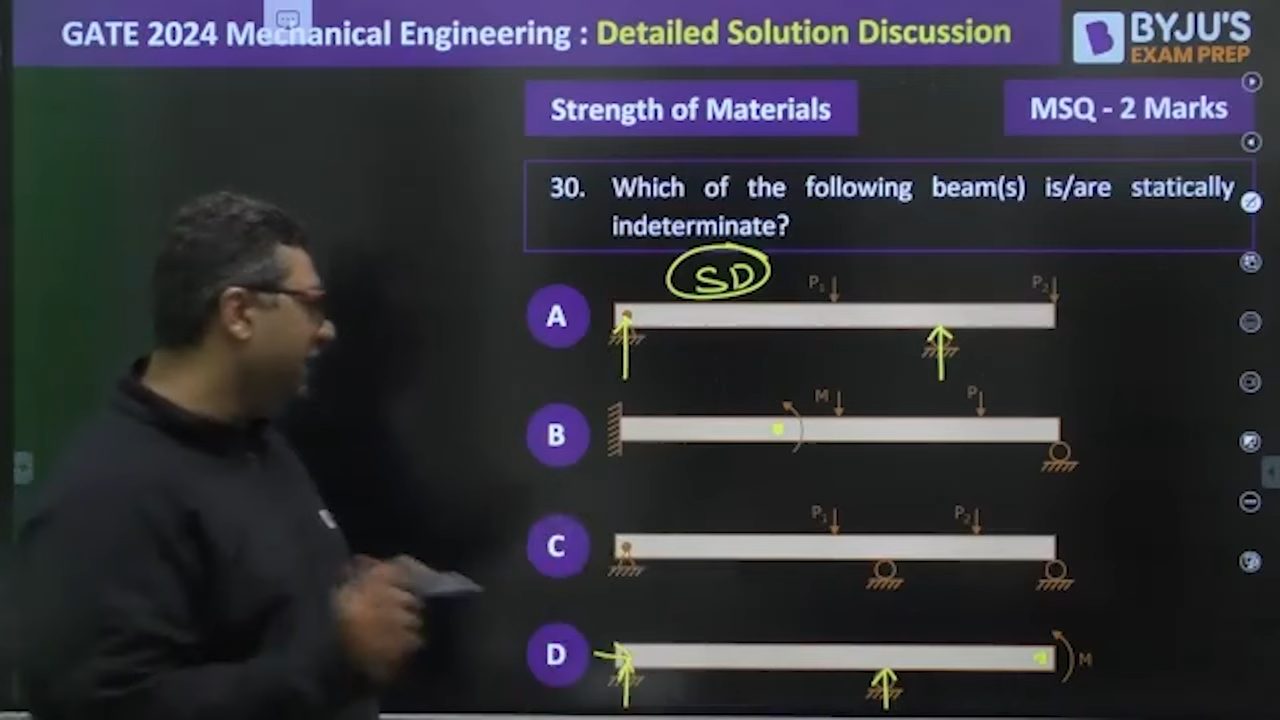 GATE 2024 Mechanical Engineering : Detailed Solution Discussion
BYJU'S
EXAM PREP
Strength of Materials
MSQ - 2 Marks
30. Which of the following beam(s) is/are statically
indeterminate?
SD
A
P₁
P₂
B
M
P
C
P₁
P₂
D
M